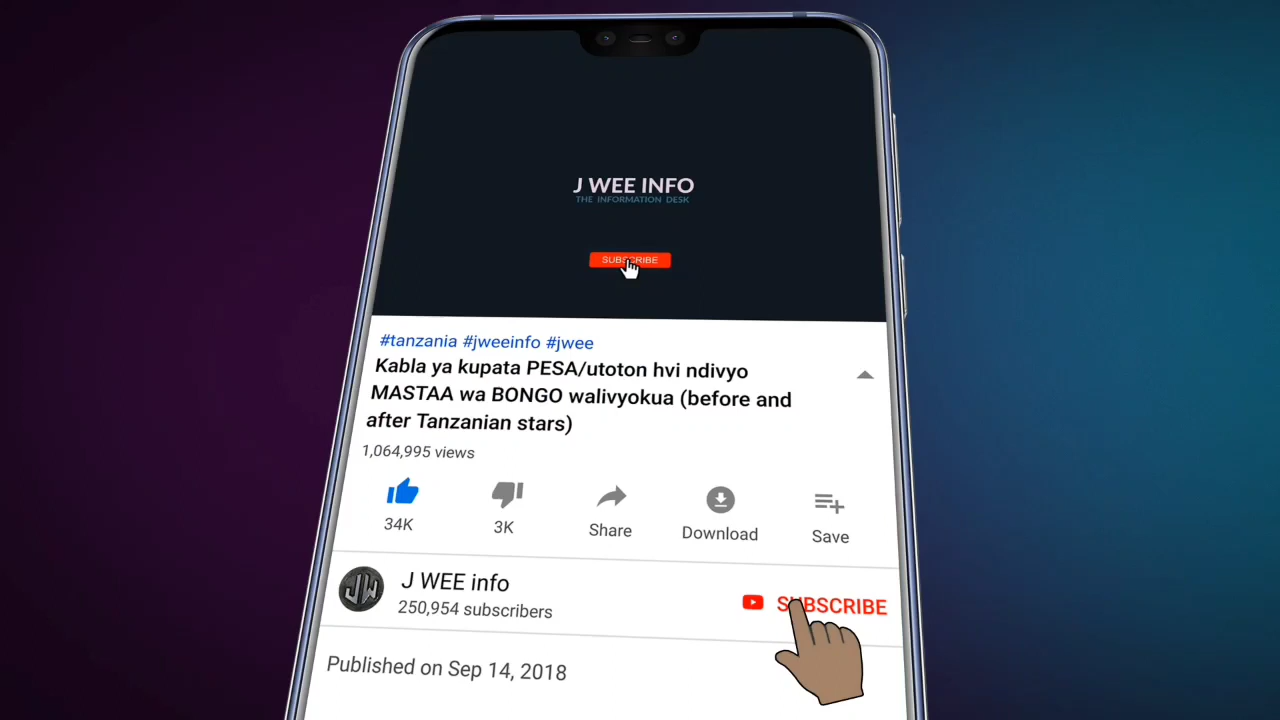 J WEE INFO
THE INFORMATION DESK
SUBSCRIBE
#tanzania #jweeinfo #jwee
Kabla ya kupata PESA/utoton hvi ndivyo
MASTAA wa BONGO walivyokua (before and
after Tanzanian stars)
1,064,995 views
34K
3K
Share
Download
Save
JW
J WEE info
250,954 subscribers
SUBSCRIBE
Published on Sep 14, 2018